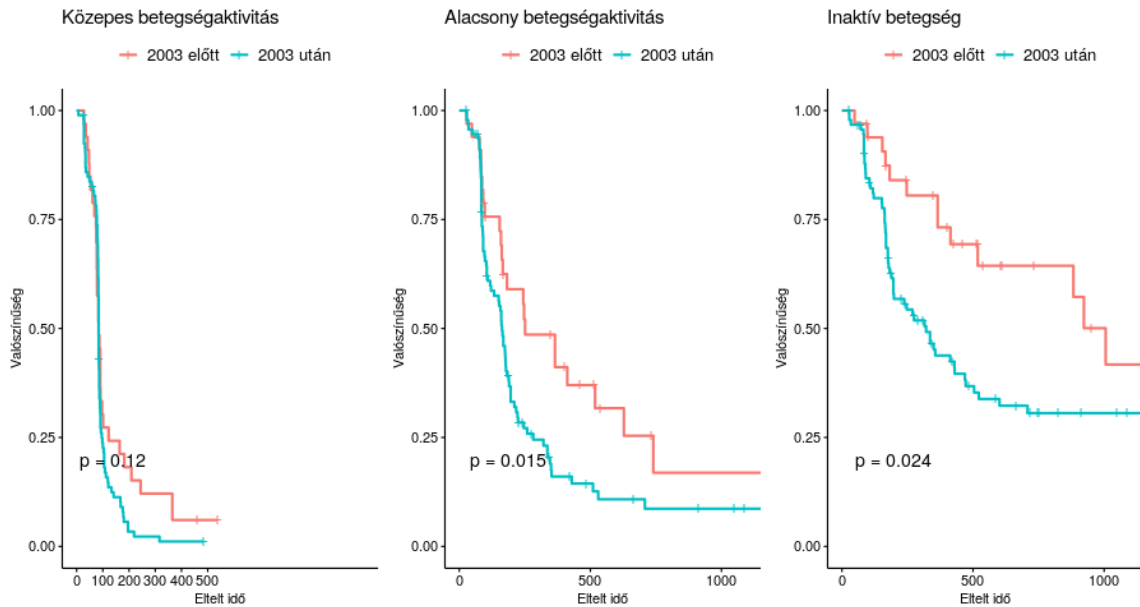 Közepes betegségaktivitás
2003 előtt 2003 után
Valószínűség
1.00
0.75
0.50
0.25
0.00
p = 0.12
0 100 200 300 400 500
Eltelt idő
Alacsony betegségaktivitás
2003 előtt 2003 után
Valószínűség
1.00
0.75
0.50
0.25
0.00
p = 0.015
0 500 1000
Eltelt idő
Inaktív betegség
2003 előtt 2003 után
Valószínűség
1.00
0.75
0.50
0.25
0.00
p = 0.024
0 500 1000
Eltelt idő